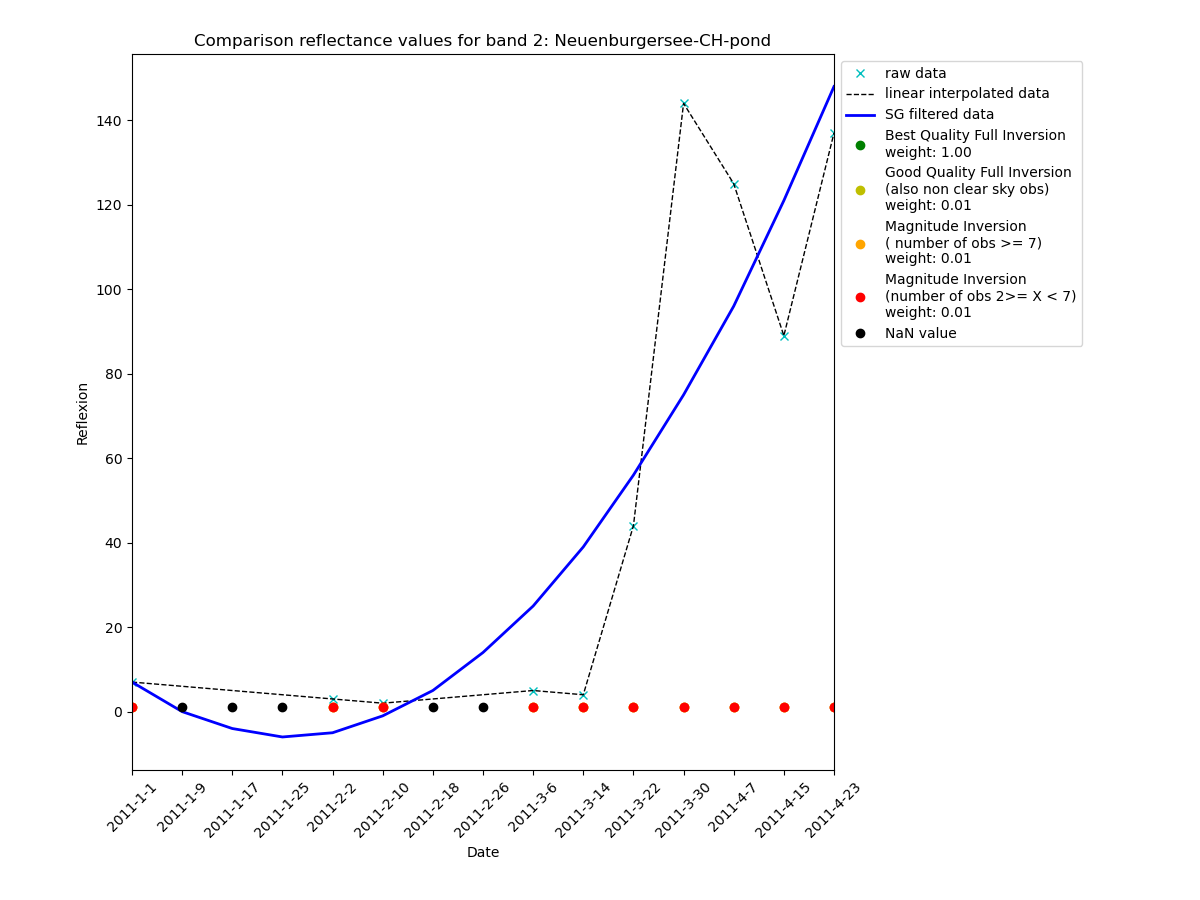 Comparison reflectance values for band 2: Neuenburgersee-CH-pond
raw data
linear interpolated data
SG filtered data
Best Quality Full Inversion
weight: 1.00
Good Quality Full Inversion
(also non clear sky obs)
weight: 0.01
Magnitude Inversion
( number of obs >= 7)
weight: 0.01
Magnitude Inversion
(number of obs 2>= X < 7)
weight: 0.01
NaN value
Reflexion
140
120
100
80
60
40
20
0
2011-1-1
2011-1-9
2011-1-17
2011-1-25
2011-2-2
2011-2-10
2011-2-18
2011-2-26
2011-3-6
2011-3-14
2011-3-22
2011-3-30
2011-4-7
2011-4-15
2011-4-23
Date